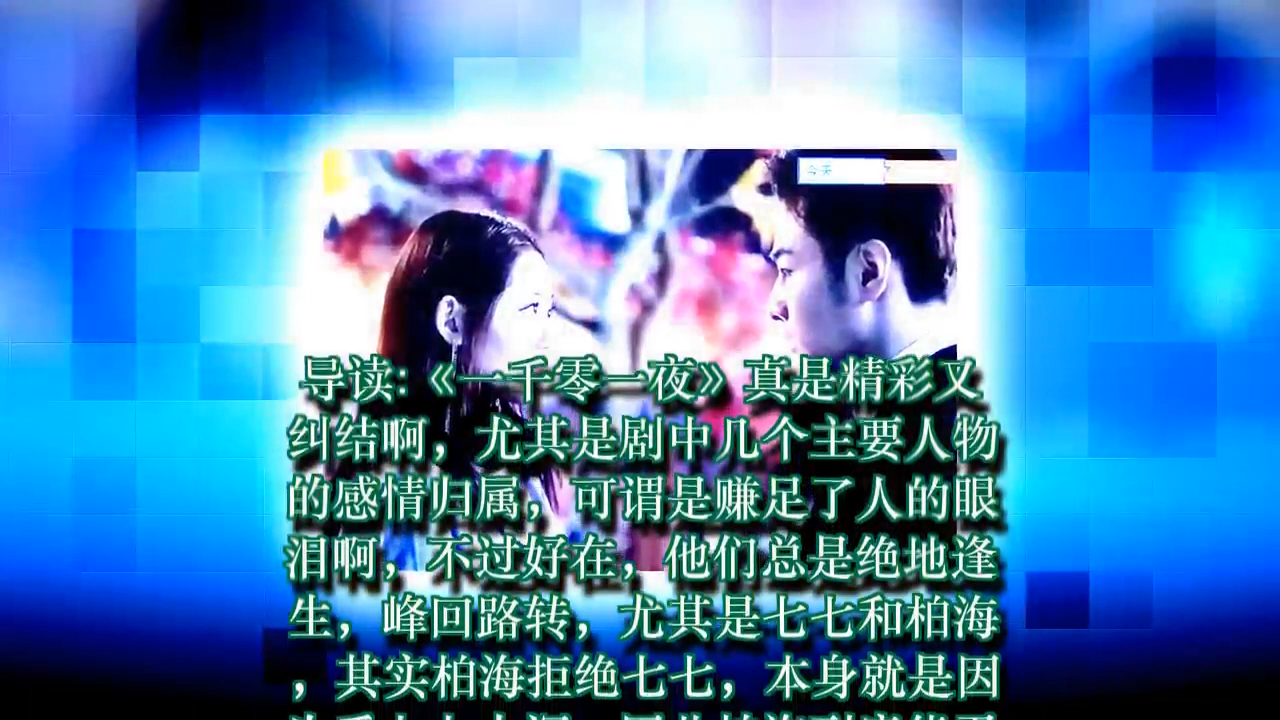 今天
导读:《一千零一夜》真是精彩又
纠结啊，尤其是剧中几个主要人物
的感情归属，可谓是赚足了人的眼
泪啊，不过好在，他们总是绝地逢
生，峰回路转，尤其是七七和柏海
，其实柏海拒绝七七，本身就是因